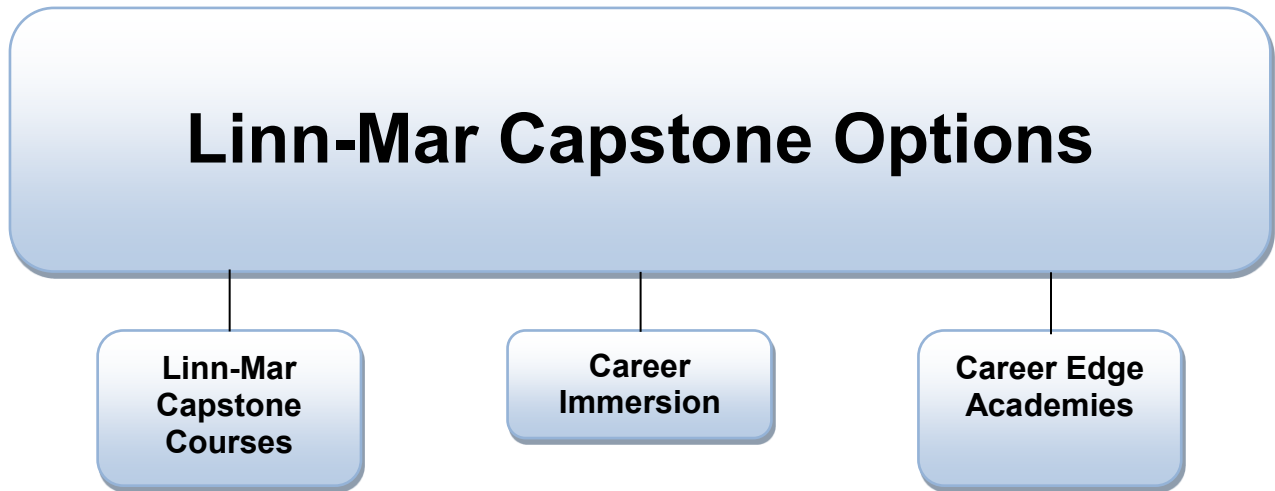 Linn-Mar Capstone Options
Linn-Mar
Capstone
Courses
Career
Immersion
Career Edge
Academies